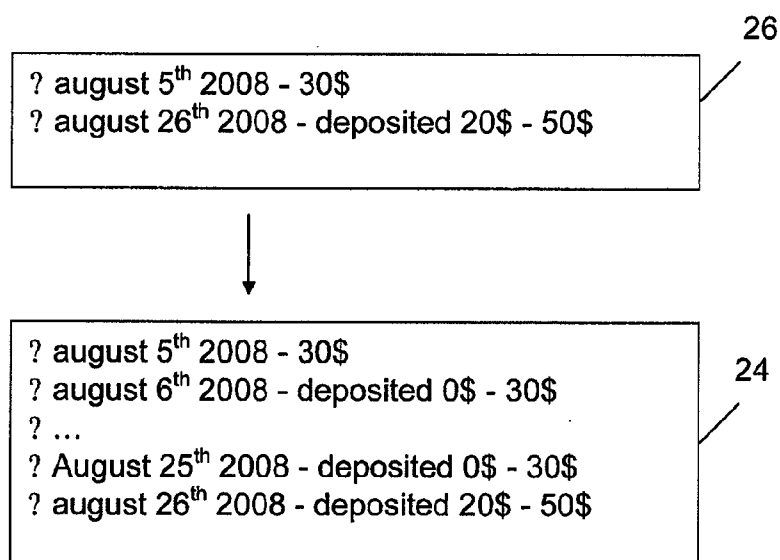 26
? august 5th 2008 - 30$
? august 26th 2008 - deposited 20$ - 50$
? august 5th 2008 - 30$
? august 6th 2008 - deposited 0$ - 30$
? ...
? August 25th 2008 - deposited 0$ - 30$
? august 26th 2008 - deposited 20$ - 50$
24